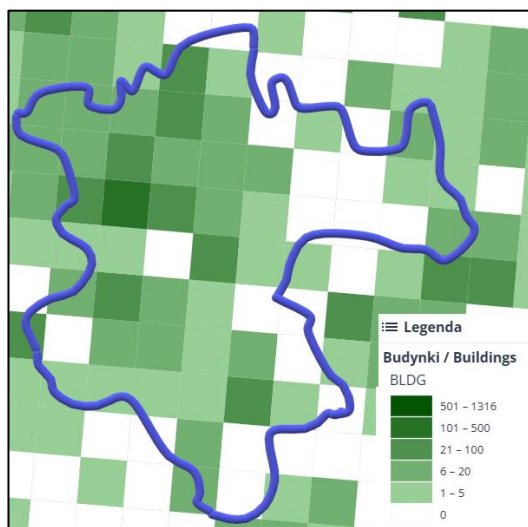 Legenda
Budynki / Buildings
BLDG
501 – 1316
101 – 500
21 – 100
6 – 20
1 – 5
0